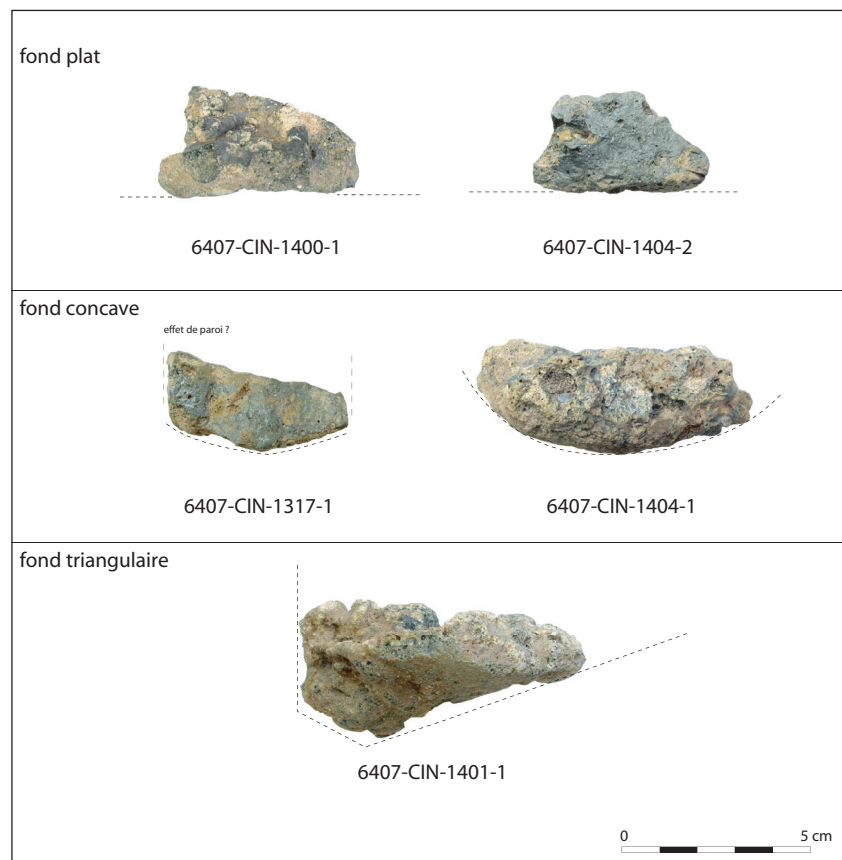 fond plat
6407-CIN-1400-1
6407-CIN-1404-2
fond concave
effet de paroi ?
6407-CIN-1317-1
6407-CIN-1404-1
fond triangulaire
6407-CIN-1401-1
0
5 cm